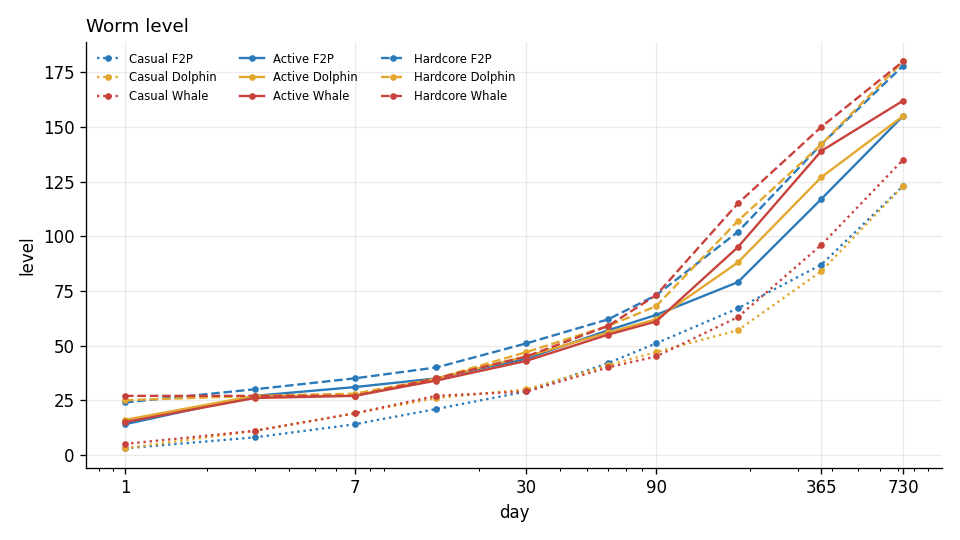 Worm level
Casual F2P Active F2P Hardcore F2P
Casual Dolphin Active Dolphin Hardcore Dolphin
Casual Whale Active Whale Hardcore Whale
175
150
125
100
75
50
25
0
level
1 7 30 90 365 730
day